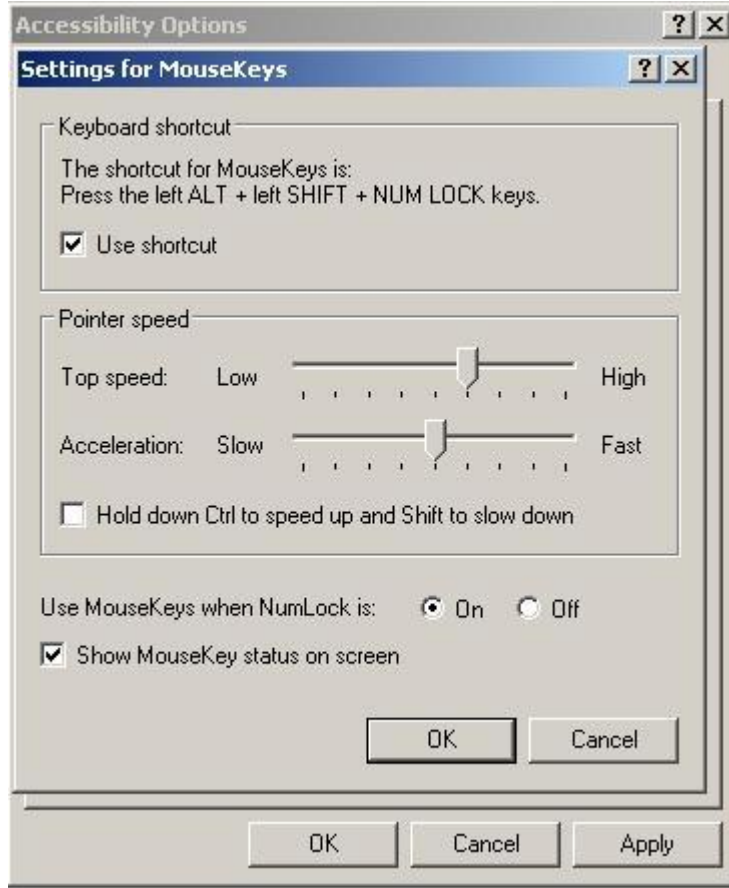 Accessibility Options
Settings for MouseKeys
Keyboard shortcut
The shortcut for MouseKeys is:
Press the left ALT + left SHIFT + NUM LOCK keys.
Use shortcut
Pointer speed
Top speed: Low High
Acceleration: Slow Fast
Hold down Ctrl to speed up and Shift to slow down
Use MouseKeys when NumLock is: On Off
Show MouseKey status on screen
OK Cancel
OK Cancel Apply